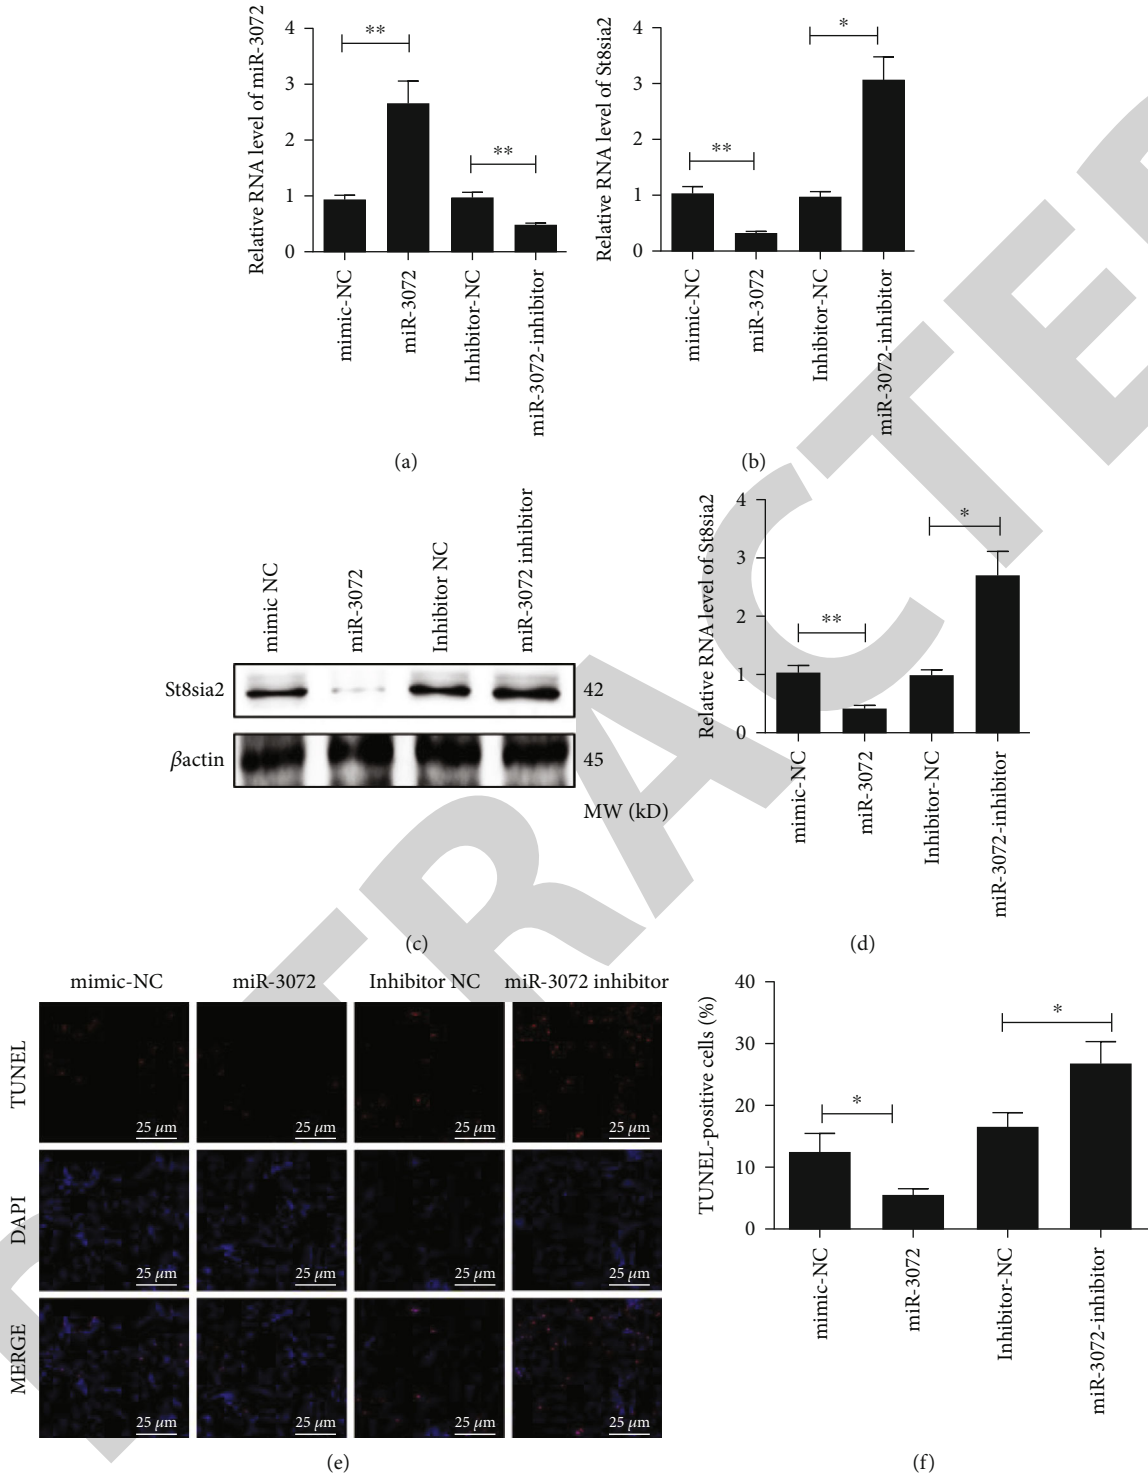 Relative RNA level of miR-3072
4
3
2
1
0
**
**
mimic-NC
miR-3072
Inhibitor-NC
miR-3072-inhibitor
(a)
Relative RNA level of St8sia2
4
3
2
1
0
**
*
mimic-NC
miR-3072
Inhibitor-NC
miR-3072-inhibitor
(b)
mimic NC
miR-3072
Inhibitor NC
miR-3072 inhibitor
St8sia2
42
βactin
45
MW (kD)
(c)
Relative RNA level of St8sia2
4
3
2
1
0
**
*
mimic-NC
miR-3072
Inhibitor-NC
miR-3072-inhibitor
(d)
mimic-NC miR-3072 Inhibitor NC miR-3072 inhibitor
TUNEL
25 μm 25 μm 25 μm 25 μm
DAPI
25 μm 25 μm 25 μm 25 μm
MERGE
25 μm 25 μm 25 μm 25 μm
(e)
TUNEL-positive cells (%)
40
30
20
10
0
*
*
mimic-NC
miR-3072
Inhibitor-NC
miR-3072-inhibitor
(f)
TRACTE